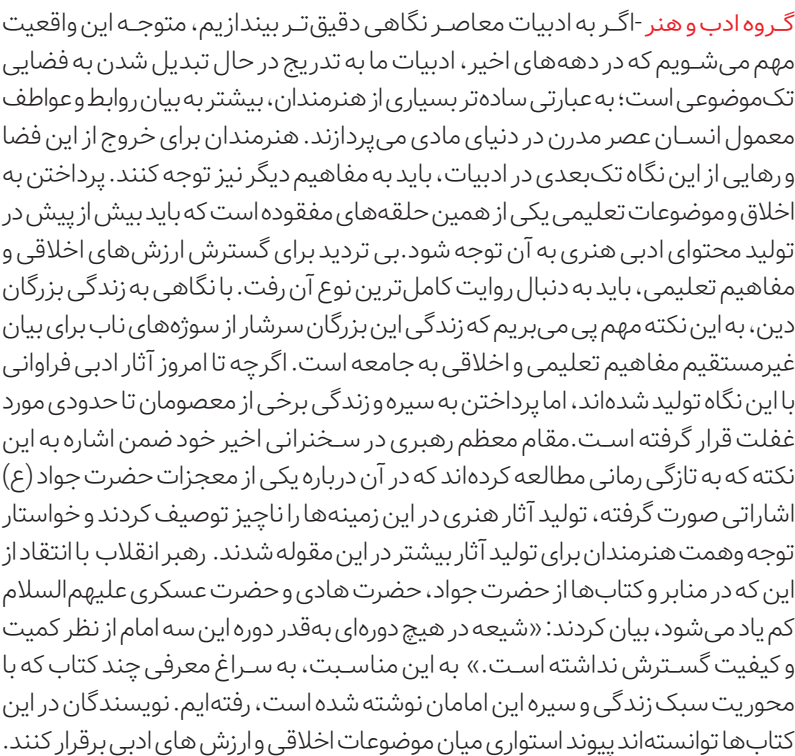 گروه ادب و هنر -اگر به ادبیات معاصر نگاهی دقیق‌تر بیندازیم، متوجه این واقعیت
مهم می‌شویم که در دهه‌های اخیر، ادبیات ما به تدریج در حال تبدیل شدن به فضایی
تک‌موضوعی است؛ به عبارتی ساده‌تر بسیاری از هنرمندان، بیشتر به بیان روابط و عواطف
معمول انسان عصر مدرن در دنیای مادی می‌پردازند. هنرمندان برای خروج از این فضا
و رهایی از این نگاه تک‌بعدی در ادبیات، باید به مفاهیم دیگر نیز توجه کنند. پرداختن به
اخلاق و موضوعات تعلیمی یکی از همین حلقه‌های مفقوده است که باید بیش از پیش در
تولید محتوای ادبی هنری به آن توجه شود.بی تردید برای گسترش ارزش‌های اخلاقی و
مفاهیم تعلیمی، باید به دنبال روایت کامل‌ترین نوع آن رفت. با نگاهی به زندگی بزرگان
دین، به این نکته مهم پی می‌بریم که زندگی این بزرگان سرشار از سوژه‌های ناب برای بیان
غیرمستقیم مفاهیم تعلیمی و اخلاقی به جامعه است. اگرچه تا امروز آثار ادبی فراوانی
با این نگاه تولید شده‌اند، اما پرداختن به سیره و زندگی برخی از معصومان تا حدودی مورد
غفلت قرار گرفته است.مقام معظم رهبری در سخنرانی اخیر خود ضمن اشاره به این
نکته که به تازگی رمانی مطالعه کرده‌اند که در آن درباره یکی از معجزات حضرت جواد (ع)
اشاراتی صورت گرفته، تولید آثار هنری در این زمینه‌ها را ناچیز توصیف کردند و خواستار
توجه وهمت هنرمندان برای تولید آثار بیشتر در این مقوله شدند. رهبر انقلاب با انتقاد از
این که در منابر و کتاب‌ها از حضرت جواد، حضرت هادی و حضرت عسکری علیهم‌السلام
کم یاد می‌شود، بیان کردند: «شیعه در هیچ دوره‌ای به‌قدر دوره این سه امام از نظر کمیت
و کیفیت گسترش نداشته است.» به این مناسبت، به سراغ معرفی چند کتاب که با
محوریت سبک زندگی و سیره این امامان نوشته شده است، رفته‌ایم. نویسندگان در این
کتاب‌ها توانسته‌اند پیوند استواری میان موضوعات اخلاقی و ارزش های ادبی برقرار کنند.